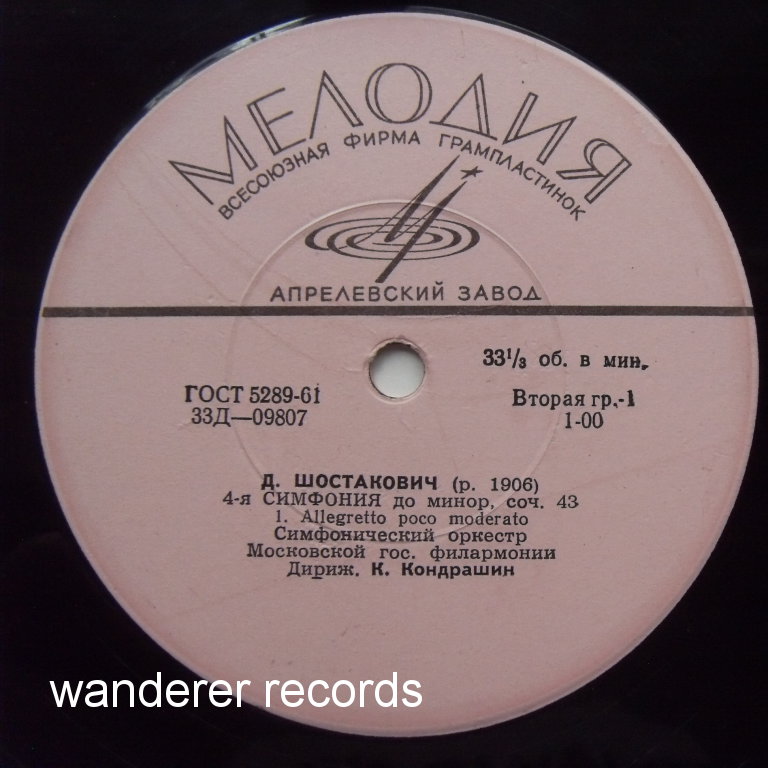 МЕЛОДИЯ
ВСЕСОЮЗНАЯ ФИРМА ГРАМПЛАСТИНОК
АПРЕЛЕВСКИЙ ЗАВОД
33⅓ об. в мин.
ГОСТ 5289-61
33Д—09807
Вторая гр.-1
1-00
Д. ШОСТАКОВИЧ (р. 1906)
4-я СИМФОНИЯ до минор, соч. 43
1. Allegretto poco moderato
Симфонический оркестр
Московской гос. филармонии
Дириж. К. Кондрашин
wanderer records